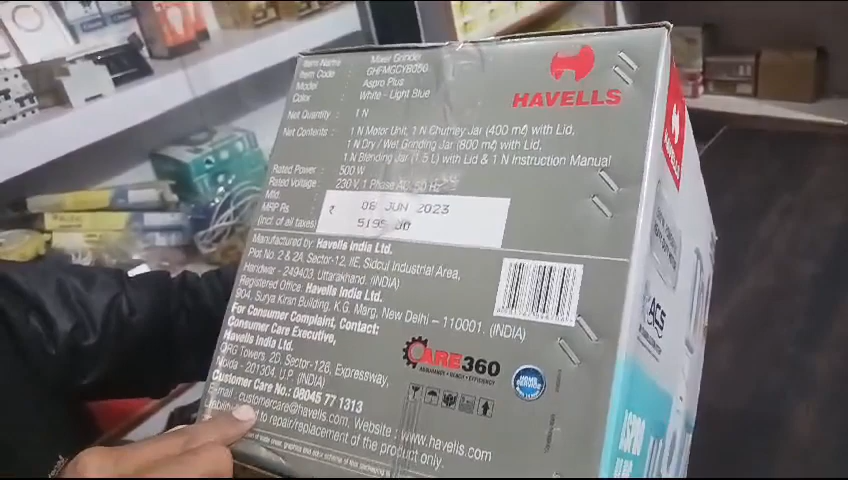 HAVELLS
Item Name : Mixer Grinder
Item Code :
Model : Aspro Plus
Color : White - Light Blue
Net Quantity : 1 N
Net Contents : 1 N Motor Unit, 1 N Chutney Jar (400 ml) with Lid,
1 N Dry / Wet Grinding Jar (800 ml) with Lid,
1 N Blending Jar (1.5 L) with Lid & 1 N Instruction Manual
Rated Power : 500 W
Rated Voltage : 230 V, 1 Phase AC, 50 Hz
Mfd. 06 JUN 2023
MRP Rs ₹ 5195.00
(Incl. of all taxes)
Manufactured by: Havells India Ltd.
Plot No. 2 & 2A, Sector-12, IIE, Sidcul Industrial Area,
Haridwar - 249403, Uttarakhand, (INDIA)
Registered Office: Havells India Ltd.
904, Surya Kiran Building, K.G. Marg, New Delhi - 110001. (INDIA)
For Consumer Complaint, Contact:
Consumer Care Executive,
Havells India Ltd.
QRG Towers, 2D, Sector-126, Expressway,
Noida - 201304, U.P. (INDIA)
Customer Care No.: 08045 77 1313
customercare@havells.com, Website : www.havells.com
to repair/replacement of the product only.
CARE360
HAVELLS
ASPRO